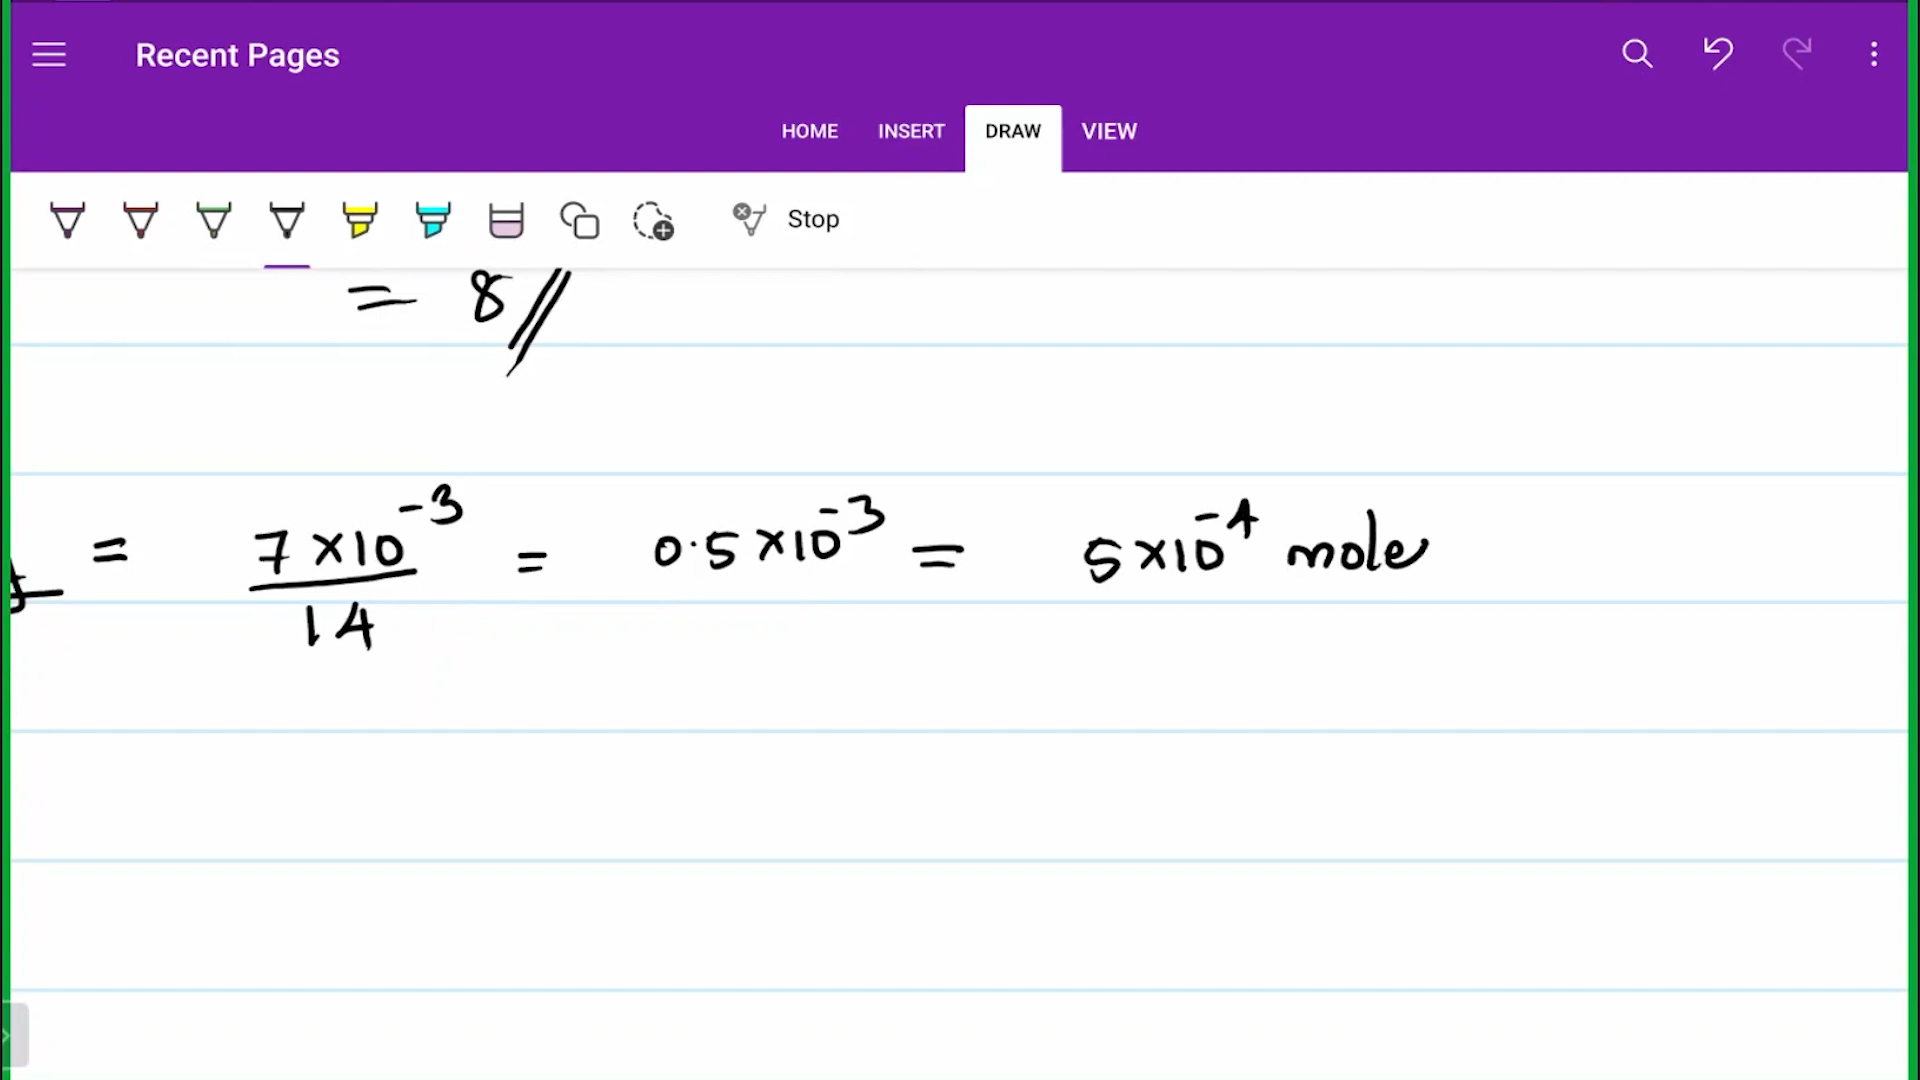 Recent Pages
HOME INSERT DRAW VIEW
Stop
= 8//
= 7×10⁻³/14 = 0.5×10⁻³ = 5×10⁻⁴ mole